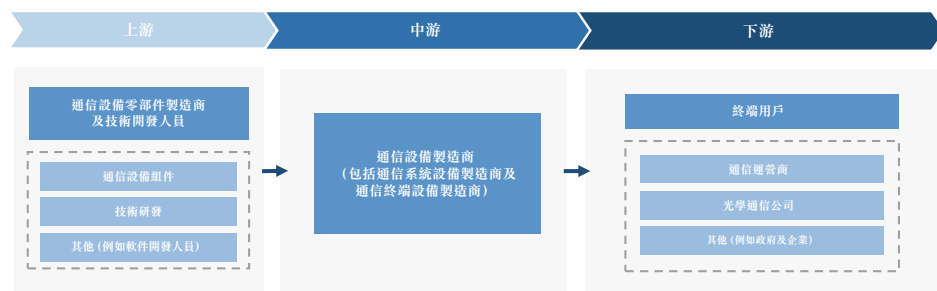 上游
中游
下游
通信設備零部件製造商
及技術開發人員
通信設備組件
技術研發
其他 (例如軟件開發人員)
通信設備製造商
(包括通信系統設備製造商及
通信終端設備製造商)
終端用戶
通信運營商
光學通信公司
其他 (例如政府及企業)